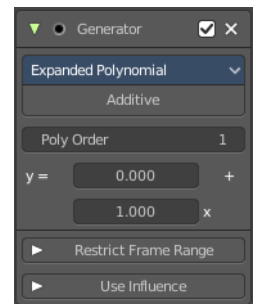 Generator
Expanded Polynomial
Additive
Poly Order 1
y = 0.000 +
1.000 x
Restrict Frame Range
Use Influence